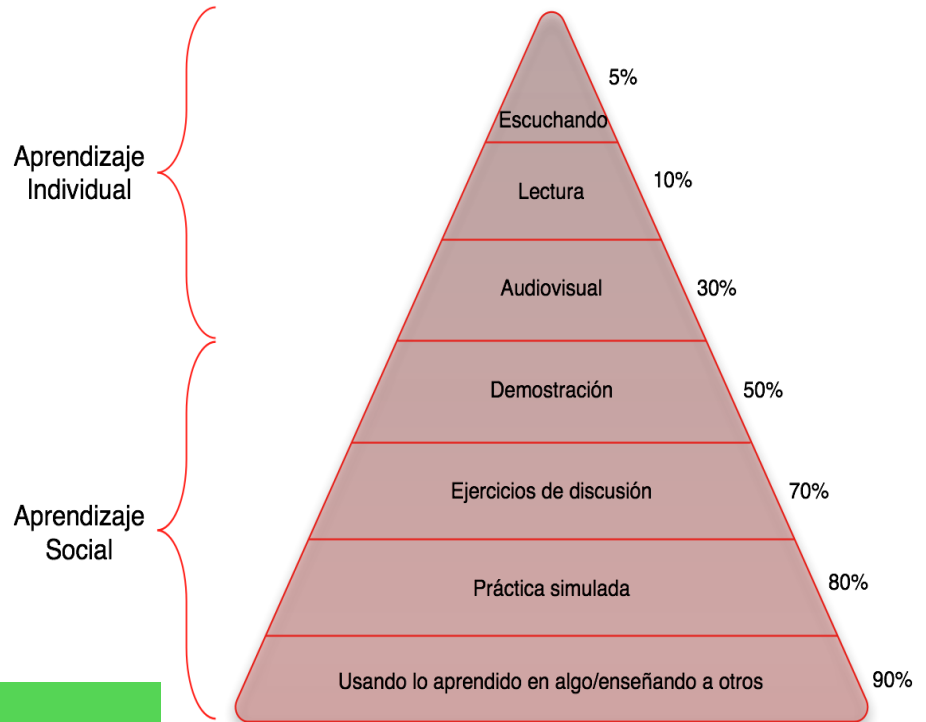 5%
Escuchando
Aprendizaje
Individual
10%
Lectura
Audiovisual
30%
Demostración
50%
Ejercicios de discusión
70%
Aprendizaje
Social
Práctica simulada
80%
Usando lo aprendido en algo/enseñando a otros
90%